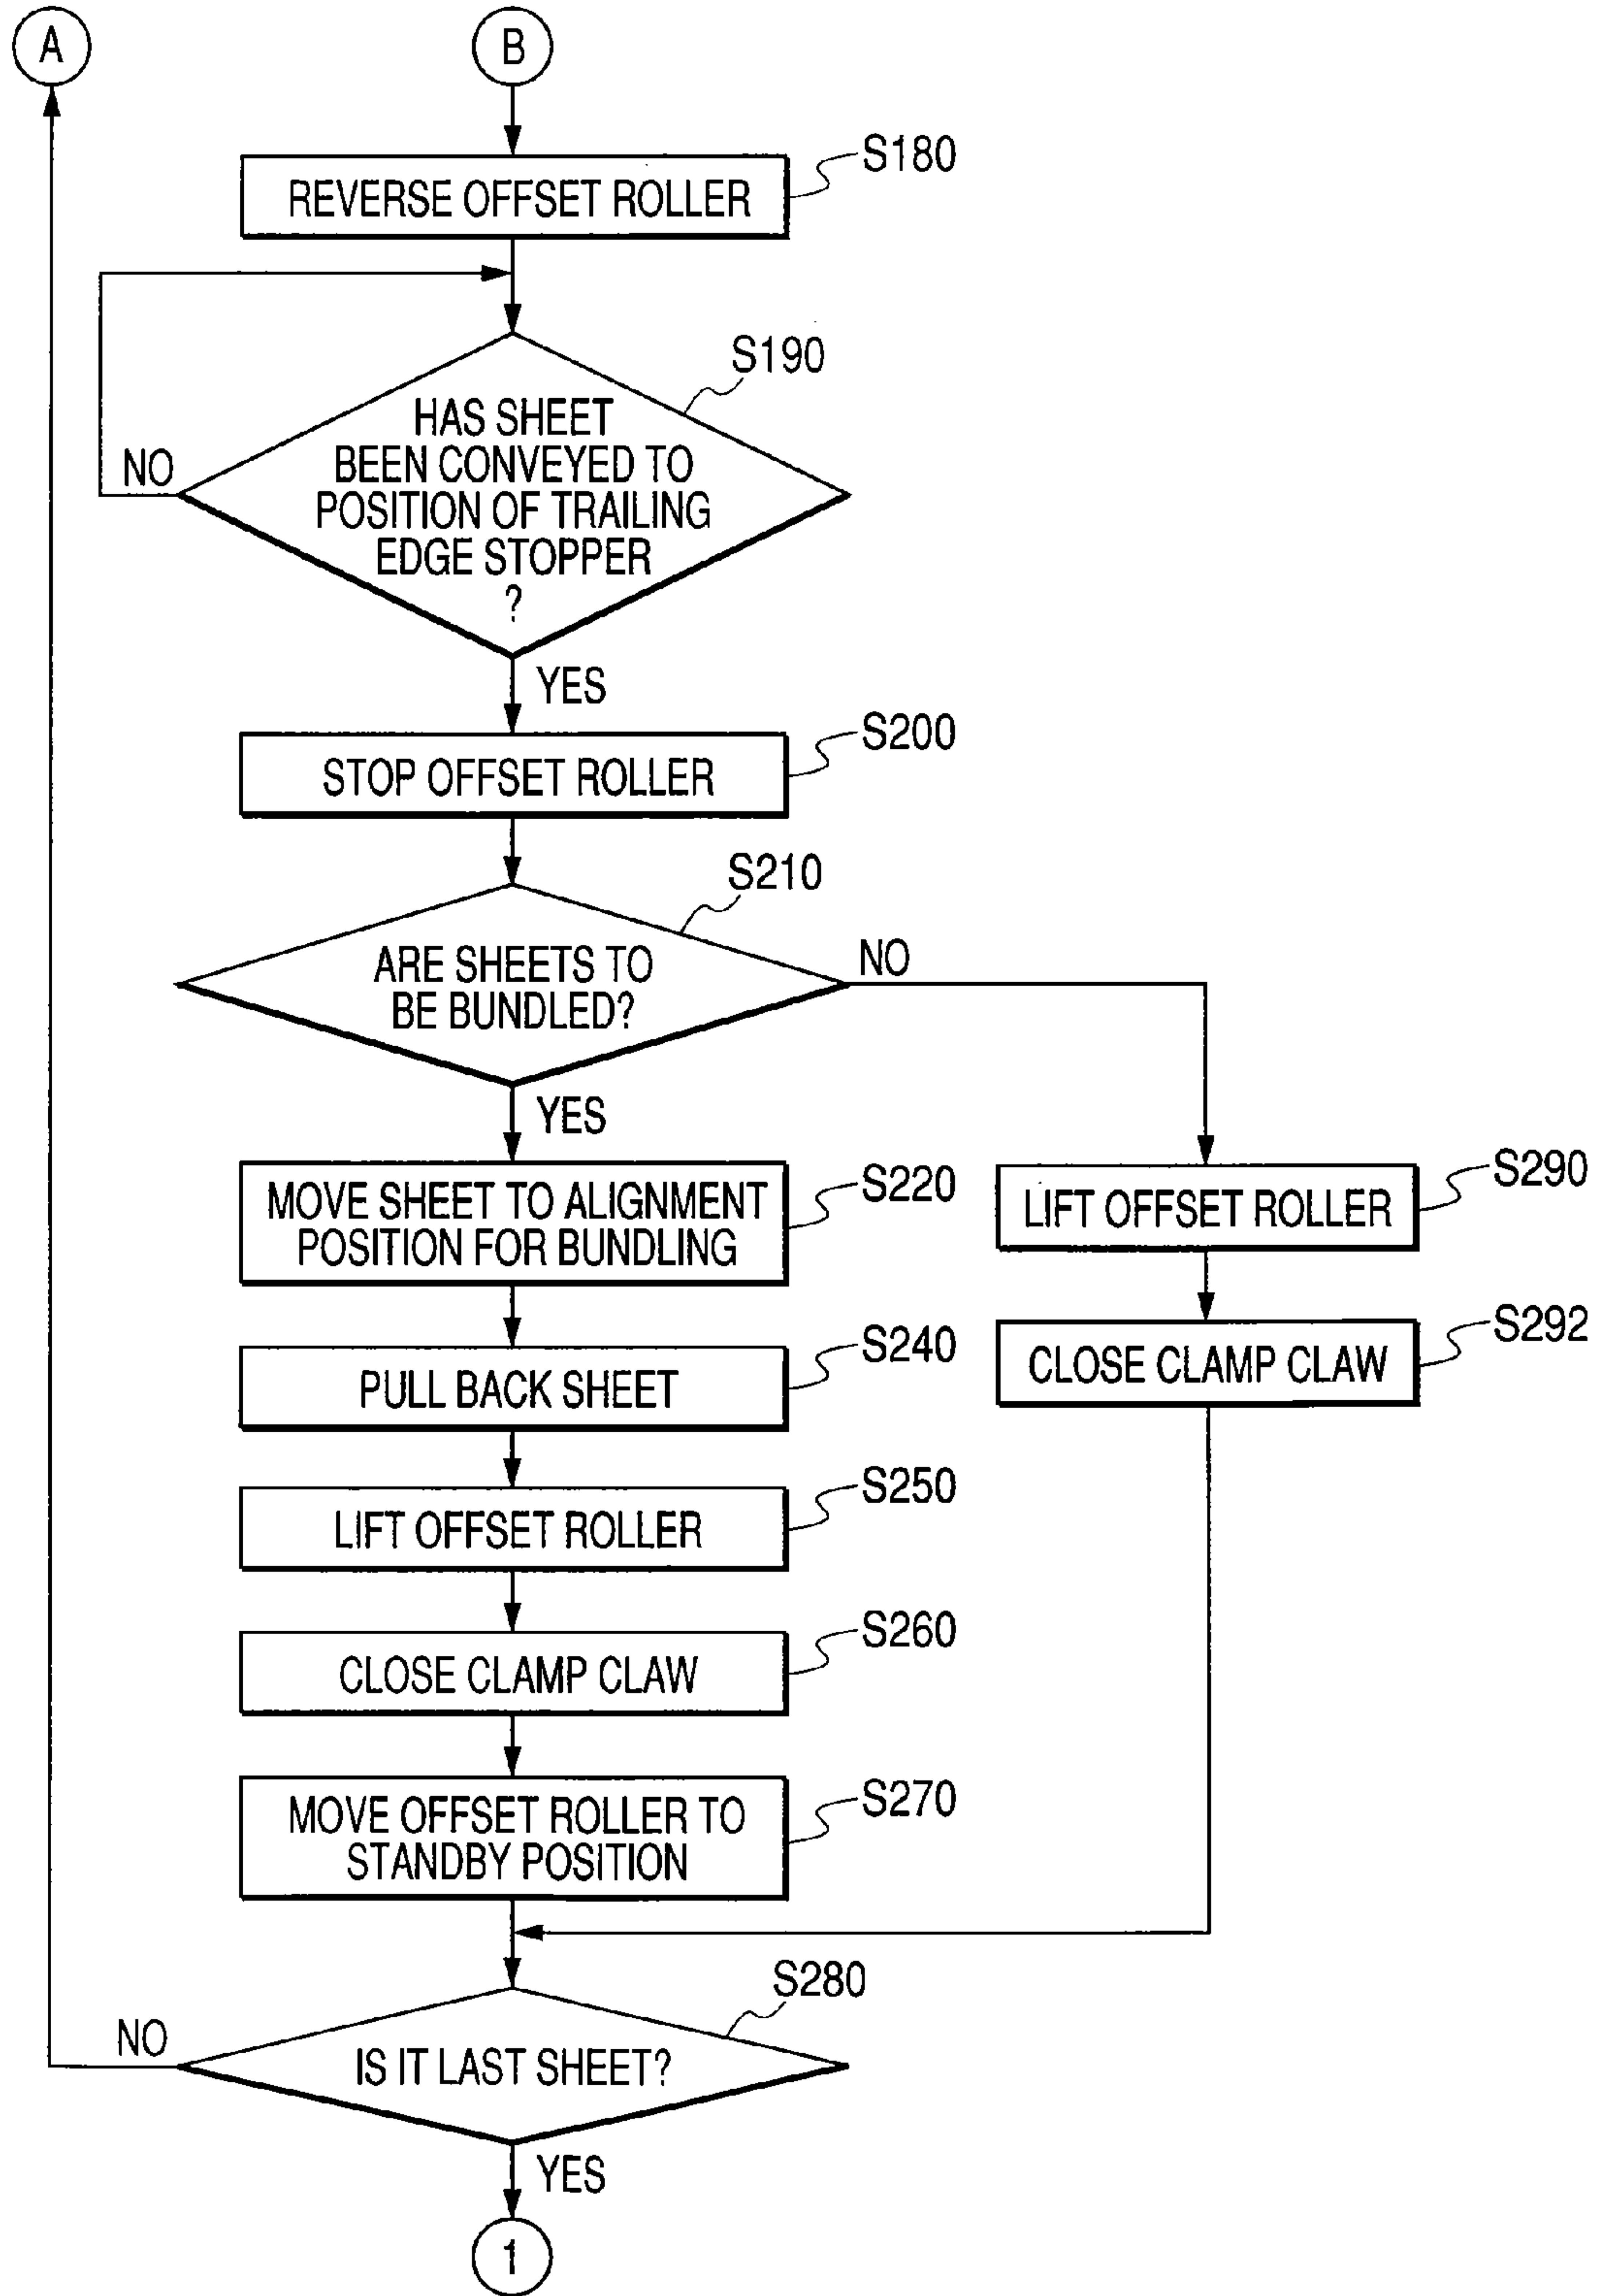 A
B
S180
REVERSE OFFSET ROLLER
S190
HAS SHEET
BEEN CONVEYED TO
POSITION OF TRAILING
EDGE STOPPER
?
NO
YES
S200
STOP OFFSET ROLLER
S210
ARE SHEETS TO
BE BUNDLED?
NO
YES
S220
MOVE SHEET TO ALIGNMENT
POSITION FOR BUNDLING
S290
LIFT OFFSET ROLLER
S240
PULL BACK SHEET
S292
CLOSE CLAMP CLAW
S250
LIFT OFFSET ROLLER
S260
CLOSE CLAMP CLAW
S270
MOVE OFFSET ROLLER TO
STANDBY POSITION
S280
IS IT LAST SHEET?
NO
YES
1